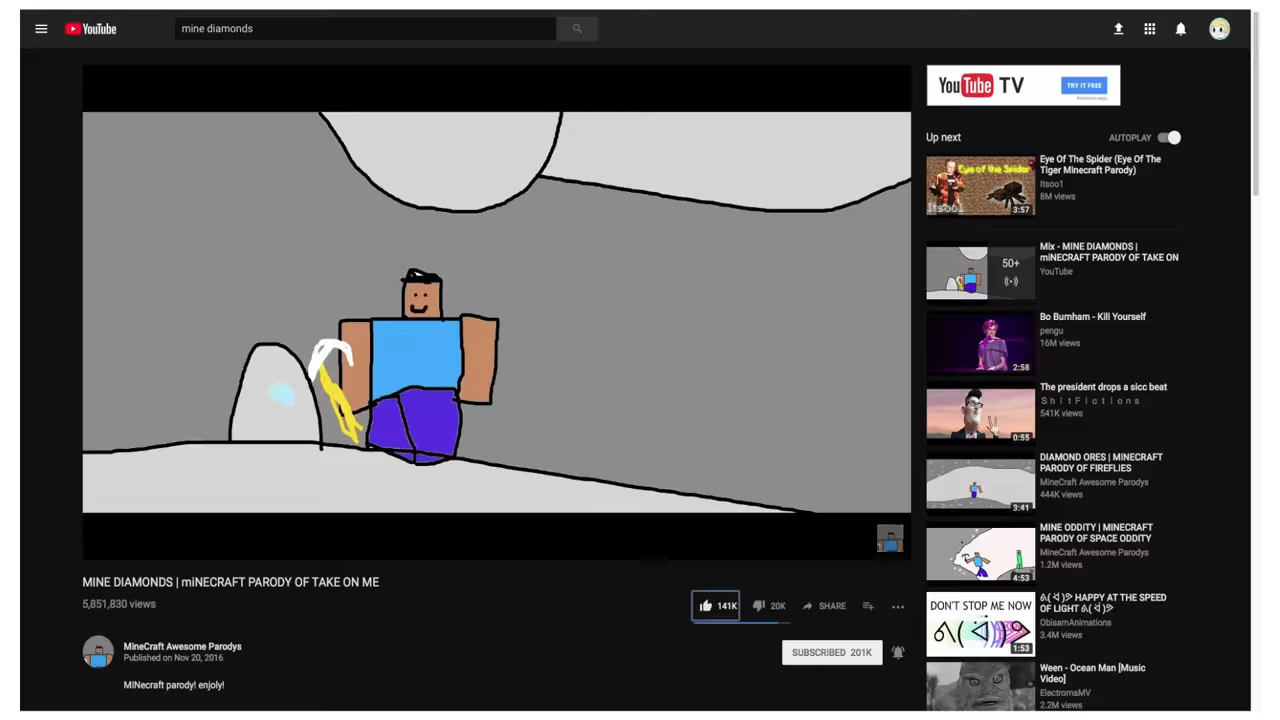 YouTube
mine diamonds
YouTube TV
TRY IT FREE
Up next
AUTOPLAY
Eye of the Spider
Itsoo1
3:57
Eye Of The Spider (Eye Of The
Tiger Minecraft Parody)
Itsoo1
8M views
50+
Mix - MINE DIAMONDS |
miNECRAFT PARODY OF TAKE ON
YouTube
2:58
Bo Burnham - Kill Yourself
pengu
16M views
0:55
The president drops a sicc beat
ShitFictions
541K views
3:41
DIAMOND ORES | MINECRAFT
PARODY OF FIREFLIES
MineCraft Awesome Parodys
444K views
4:53
MINE ODDITY | MINECRAFT
PARODY OF SPACE ODDITY
MineCraft Awesome Parodys
1.2M views
DON'T STOP ME NOW
1:53
ᕕ( ᐛ )ᕗ HAPPY AT THE SPEED
OF LIGHT ᕕ( ᐛ )ᕗ
ObisamAnimations
3.4M views
Ween - Ocean Man [Music
Video]
ElectromaMV
2.2M views
MINE DIAMONDS | miNECRAFT PARODY OF TAKE ON ME
5,851,830 views
141K
20K
SHARE
MineCraft Awesome Parodys
Published on Nov 20, 2016
SUBSCRIBED 201K
MINecraft parody! enjoly!